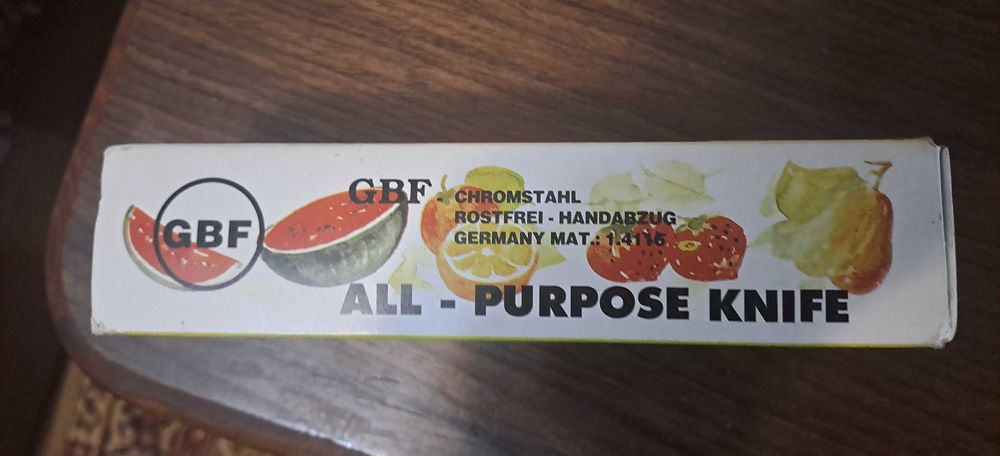 GBF
GBF - CHROMSTAHL
ROSTFREI - HANDABZUG
GERMANY MAT.: 1.4116
ALL - PURPOSE KNIFE